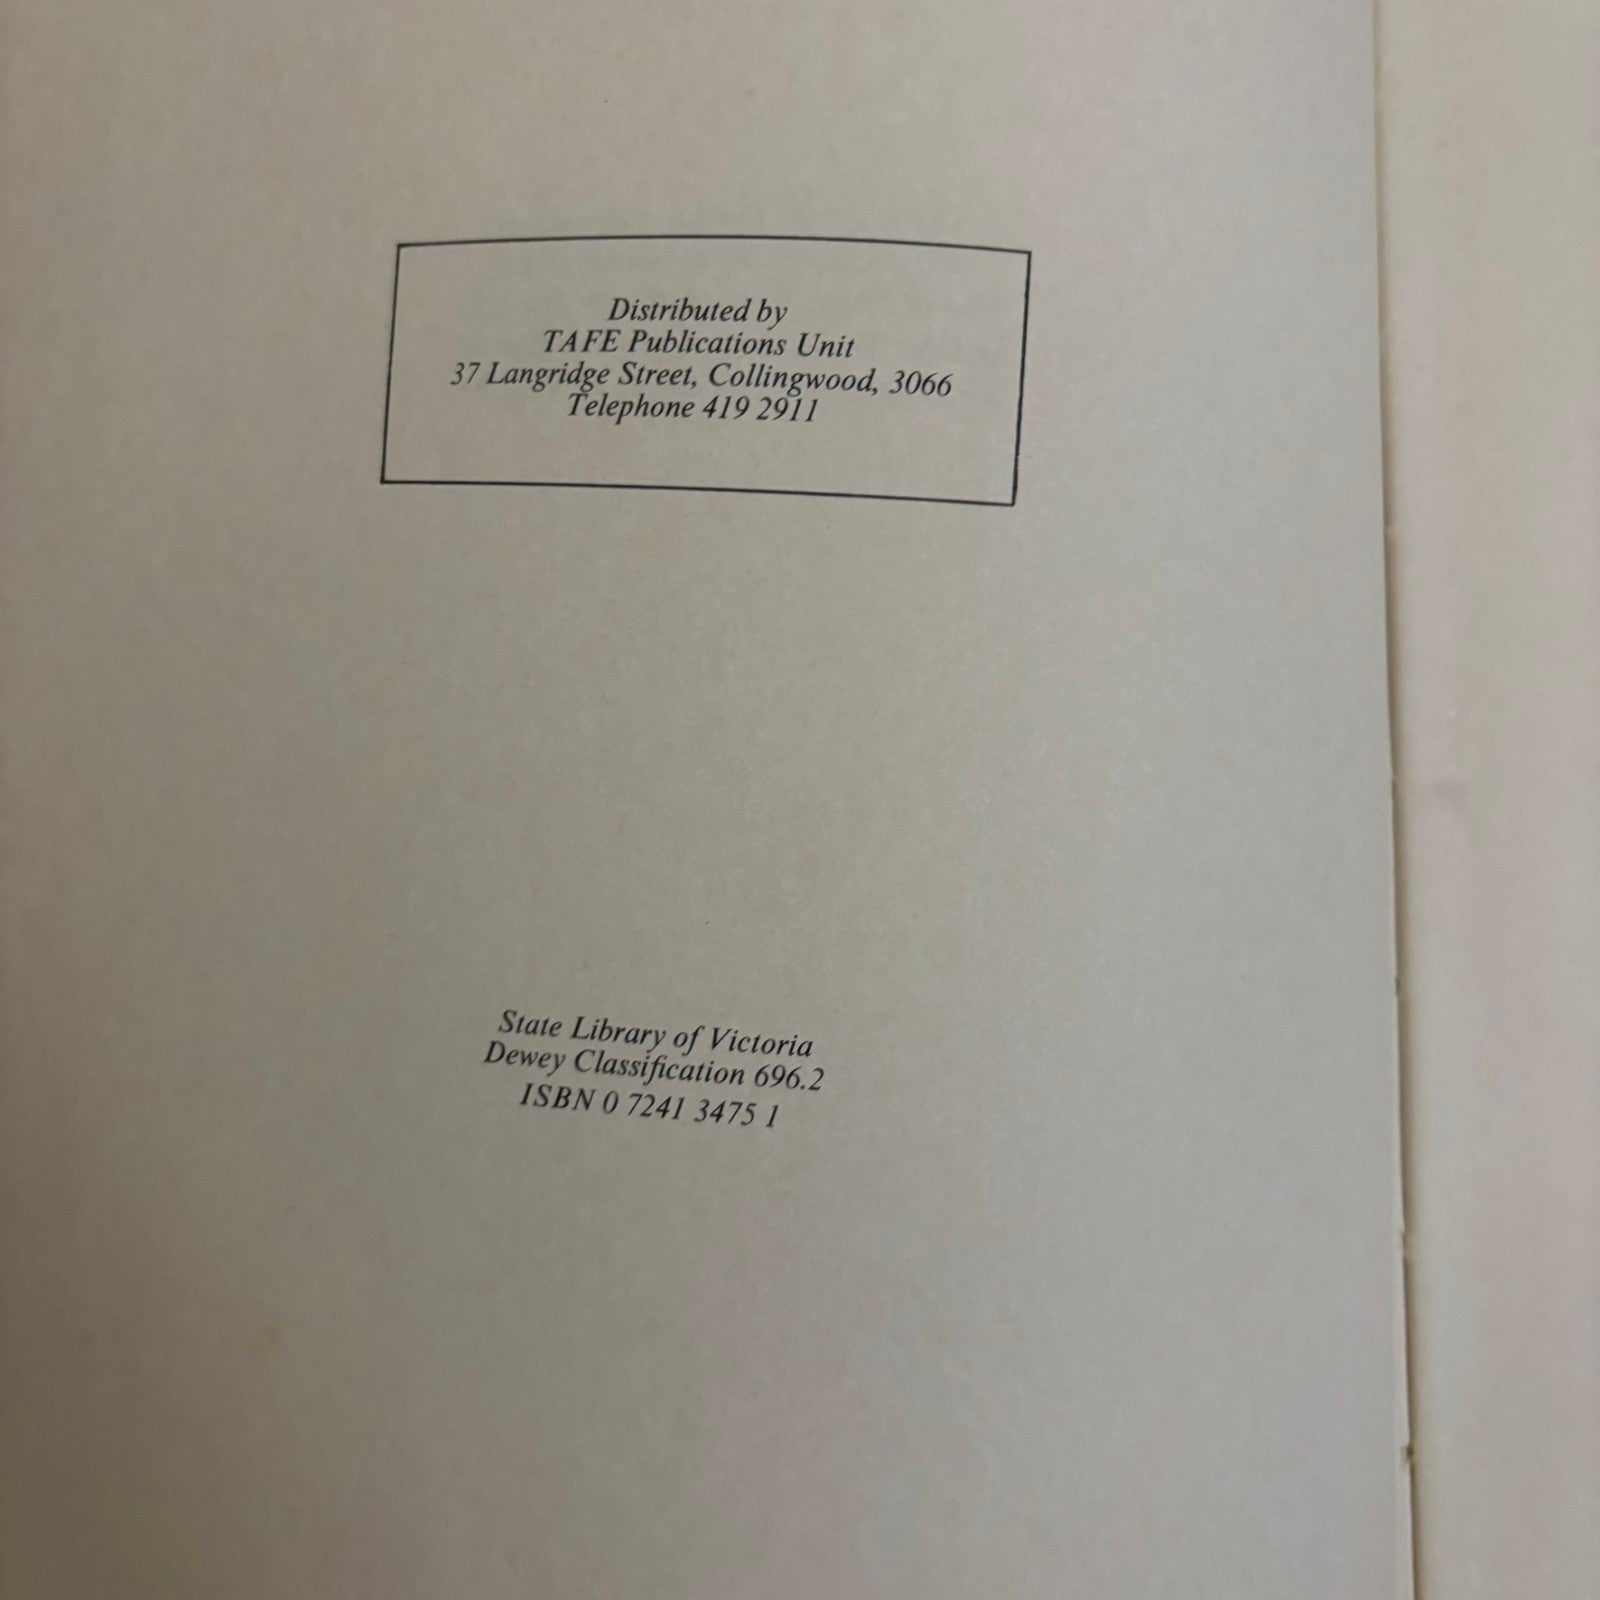 Distributed by
TAFE Publications Unit
37 Langridge Street, Collingwood, 3066
Telephone 419 2911
State Library of Victoria
Dewey Classification 696.2
ISBN 0 7241 3475 1